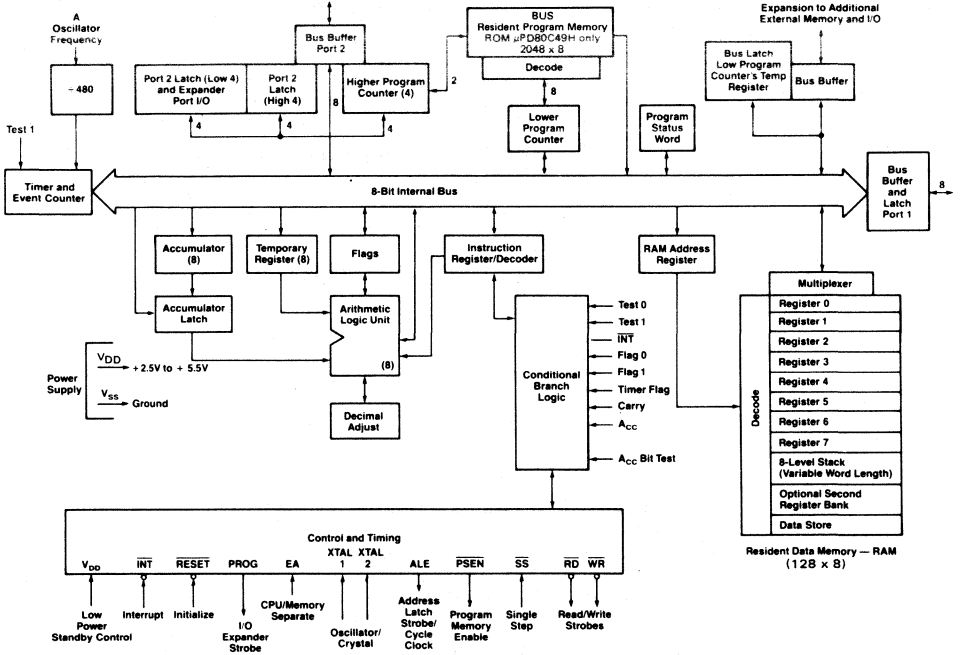 A
Oscillator
Frequency
÷ 480
Test 1
Timer and
Event Counter
Bus Buffer
Port 2
Port 2 Latch (Low 4)
and Expander
Port I/O
Port 2
Latch
(High 4)
Higher Program
Counter (4)
8
2
4
4
4
BUS
Resident Program Memory
ROM µPD80C49H only
2048 x 8
Decode
8
Lower
Program
Counter
Program
Status
Word
Expansion to Additional
External Memory and I/O
Bus Latch
Low Program
Counter's Temp
Register
Bus Buffer
8-Bit Internal Bus
Bus
Buffer
and
Latch
Port 1
8
Accumulator
(8)
Temporary
Register (8)
Flags
Instruction
Register/Decoder
RAM Address
Register
Accumulator
Latch
Arithmetic
Logic Unit
(8)
Decimal
Adjust
Power
Supply
VDD
+ 2.5V to + 5.5V
VSS
Ground
Conditional
Branch
Logic
Test 0
Test 1
INT
Flag 0
Flag 1
Timer Flag
Carry
ACC
ACC Bit Test
Multiplexer
Decode
Register 0
Register 1
Register 2
Register 3
Register 4
Register 5
Register 6
Register 7
8-Level Stack
(Variable Word Length)
Optional Second
Register Bank
Data Store
Resident Data Memory — RAM
(128 x 8)
Control and Timing
XTAL XTAL
VDD INT RESET PROG EA 1 2 ALE PSEN SS RD WR
Low
Power
Standby Control
Interrupt
Initialize
I/O
Expander
Strobe
CPU/Memory
Separate
Oscillator/
Crystal
Address
Latch
Strobe/
Cycle
Clock
Program
Memory
Enable
Single
Step
Read/Write
Strobes